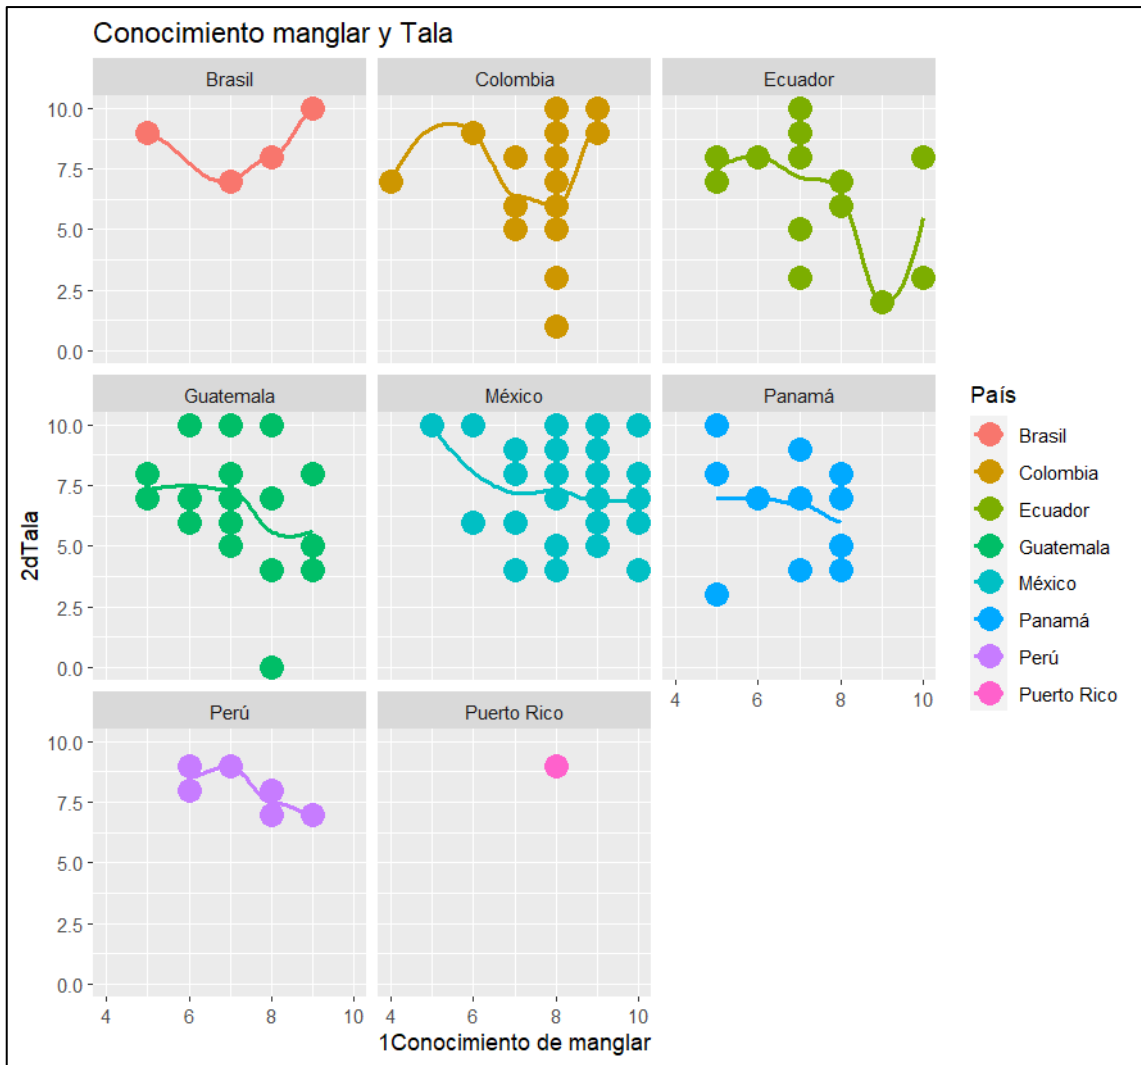 Conocimiento manglar y Tala
Brasil
Colombia
Ecuador
10.0
7.5
5.0
2.5
0.0
Guatemala
México
Panamá
10.0
7.5
5.0
2.5
0.0
4 6 8 10
Perú
Puerto Rico
10.0
7.5
5.0
2.5
0.0
4 6 8 10
4 6 8 10
1Conocimiento de manglar
2dTala
País
Brasil
Colombia
Ecuador
Guatemala
México
Panamá
Perú
Puerto Rico